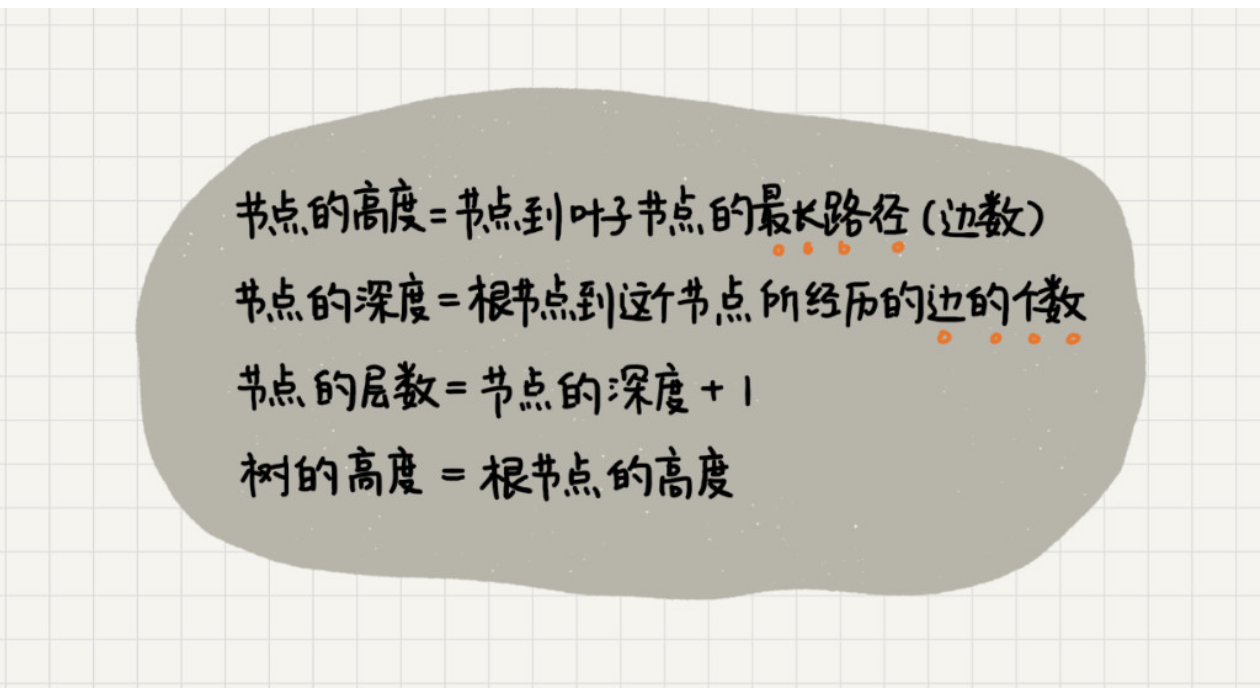 节点的高度=节点到叶子节点的最长路径(边数)
节点的深度=根节点到这个节点所经历的边的个数
节点的层数=节点的深度+1
树的高度=根节点的高度